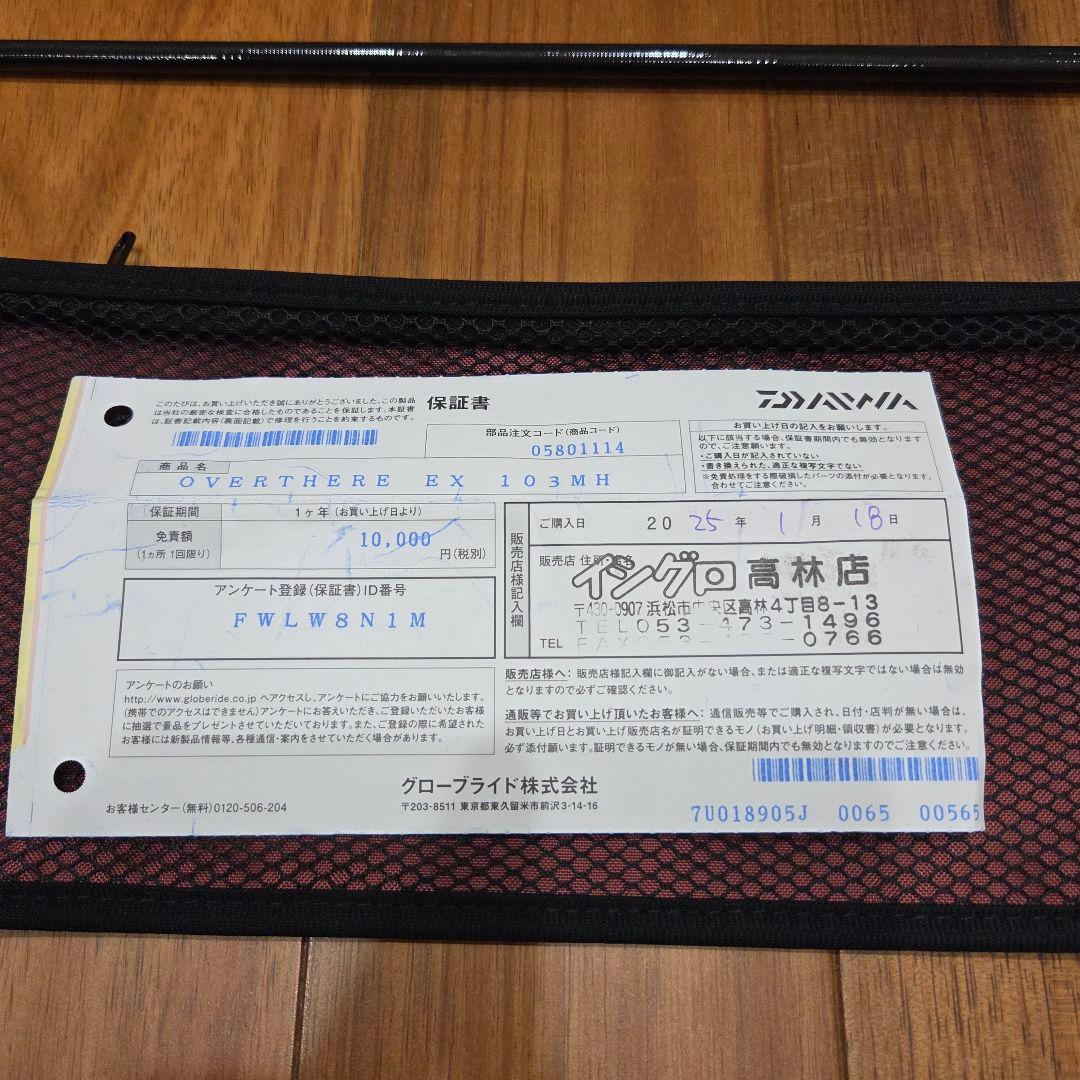 このたびは、お買い上げいただき誠にありがとうございました。この製品
は当社の厳密な検査に合格したものであることを保証します。本証書
は、証書記載内容(裏面記載)で修理を行うことを約束するものです。
保証書
DAIWA
部品注文コード(商品コード)
05801114
商品名
OVERTHERE EX 103MH
お買い上げ日の記入をお願いします。
以下に該当する場合、保証書期間内でも無効となります
ので、ご注意願います。
・ご購入日が記入されていない
・書き換えられた、適正な複写文字でない
※免責処理をする際破損したパーツの添付が必要となります。
合わせてご注意ください。
保証期間 1ヶ年(お買い上げ日より)
免責額
(1ヵ所1回限り)
10,000
円(税別)
アンケート登録(保証書)ID番号
FWLW8N1M
販売店様記入欄
ご購入日 2025年 1月 18日
販売店 住所・店名
イシグロ高林店
〒430-0907 浜松市中央区高林4丁目8-13
TEL053-473-1496
TEL
0766
アンケートのお願い
http://www.globeride.co.jp へアクセスし、アンケートにご協力をお願いいたします。
(携帯でのアクセスはできません)アンケートにお答えいただき、ご登録いただいたお客様
に抽選で景品をプレゼントさせていただいております。また、ご登録の際に希望された
お客様には新製品情報等、各種通信・案内をさせていただく場合があります。
販売店様へ: 販売店様記入欄に御記入がない場合、または適正な複写文字ではない場合は無効
となりますので必ずご確認ください。
通販等でお買い上げ頂いたお客様へ: 通信販売等でご購入され、日付・店判が無い場合は、
お買い上げ日とお買い上げ販売店名が証明できるモノ(お買い上げ明細・領収書)が必要となります。
必ず添付願います。証明できるモノが無い場合、保証期間内でも無効となりますのでご注意ください。
グローブライド株式会社
お客様センター(無料)0120-506-204
〒203-8511 東京都東久留米市前沢3-14-16
7U018905J 0065 00565